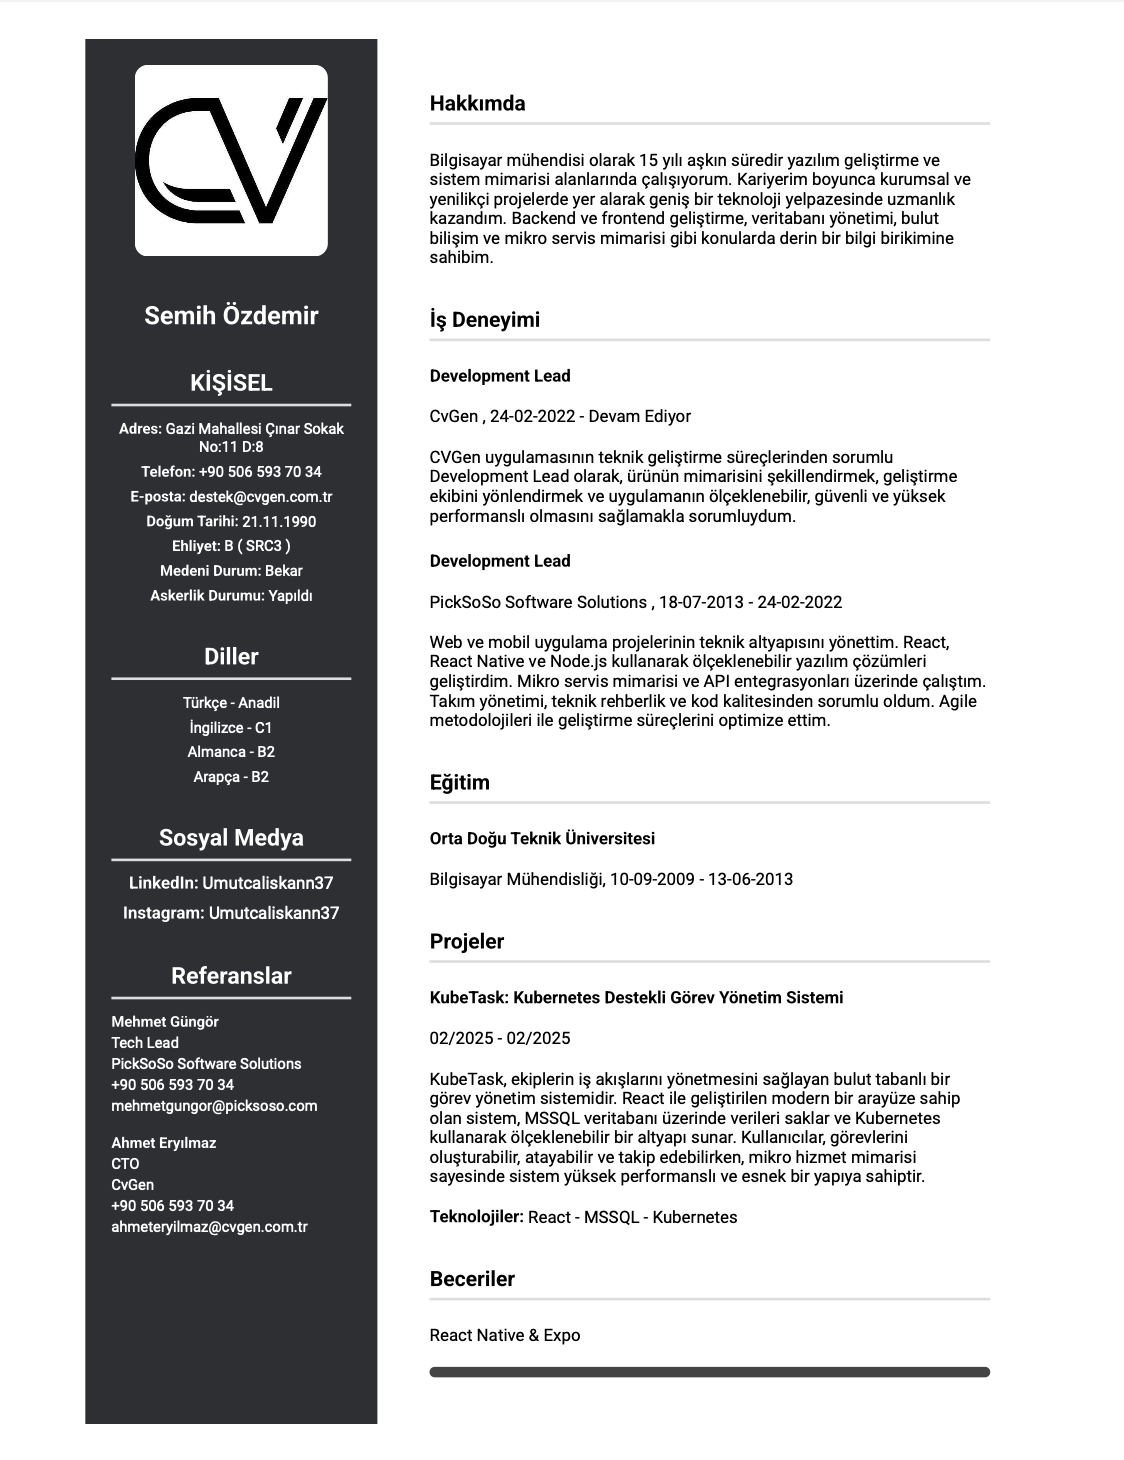 CV
Semih Özdemir
KİŞİSEL
Adres: Gazi Mahallesi Çınar Sokak
No:11 D:8
Telefon: +90 506 593 70 34
E-posta: destek@cvgen.com.tr
Doğum Tarihi: 21.11.1990
Ehliyet: B ( SRC3 )
Medeni Durum: Bekar
Askerlik Durumu: Yapıldı
Diller
Türkçe - Anadil
İngilizce - C1
Almanca - B2
Arapça - B2
Sosyal Medya
LinkedIn: Umutcaliskann37
Instagram: Umutcaliskann37
Referanslar
Mehmet Güngör
Tech Lead
PickSoSo Software Solutions
+90 506 593 70 34
mehmetgungor@picksoso.com
Ahmet Eryılmaz
CTO
CvGen
+90 506 593 70 34
ahmeteryilmaz@cvgen.com.tr
Hakkımda
Bilgisayar mühendisi olarak 15 yılı aşkın süredir yazılım geliştirme ve
sistem mimarisi alanlarında çalışıyorum. Kariyerim boyunca kurumsal ve
yenilikçi projelerde yer alarak geniş bir teknoloji yelpazesinde uzmanlık
kazandım. Backend ve frontend geliştirme, veritabanı yönetimi, bulut
bilişim ve mikro servis mimarisi gibi konularda derin bir bilgi birikimine
sahibim.
İş Deneyimi
Development Lead
CvGen , 24-02-2022 - Devam Ediyor
CVGen uygulamasının teknik geliştirme süreçlerinden sorumlu
Development Lead olarak, ürünün mimarisini şekillendirmek, geliştirme
ekibini yönlendirmek ve uygulamanın ölçeklenebilir, güvenli ve yüksek
performanslı olmasını sağlamakla sorumluydum.
Development Lead
PickSoSo Software Solutions , 18-07-2013 - 24-02-2022
Web ve mobil uygulama projelerinin teknik altyapısını yönettim. React,
React Native ve Node.js kullanarak ölçeklenebilir yazılım çözümleri
geliştirdim. Mikro servis mimarisi ve API entegrasyonları üzerinde çalıştım.
Takım yönetimi, teknik rehberlik ve kod kalitesinden sorumlu oldum. Agile
metodolojileri ile geliştirme süreçlerini optimize ettim.
Eğitim
Orta Doğu Teknik Üniversitesi
Bilgisayar Mühendisliği, 10-09-2009 - 13-06-2013
Projeler
KubeTask: Kubernetes Destekli Görev Yönetim Sistemi
02/2025 - 02/2025
KubeTask, ekiplerin iş akışlarını yönetmesini sağlayan bulut tabanlı bir
görev yönetim sistemidir. React ile geliştirilen modern bir arayüze sahip
olan sistem, MSSQL veritabanı üzerinde verileri saklar ve Kubernetes
kullanarak ölçeklenebilir bir altyapı sunar. Kullanıcılar, görevlerini
oluşturabilir, atayabilir ve takip edebilirken, mikro hizmet mimarisi
sayesinde sistem yüksek performanslı ve esnek bir yapıya sahiptir.
Teknolojiler: React - MSSQL - Kubernetes
Beceriler
React Native & Expo